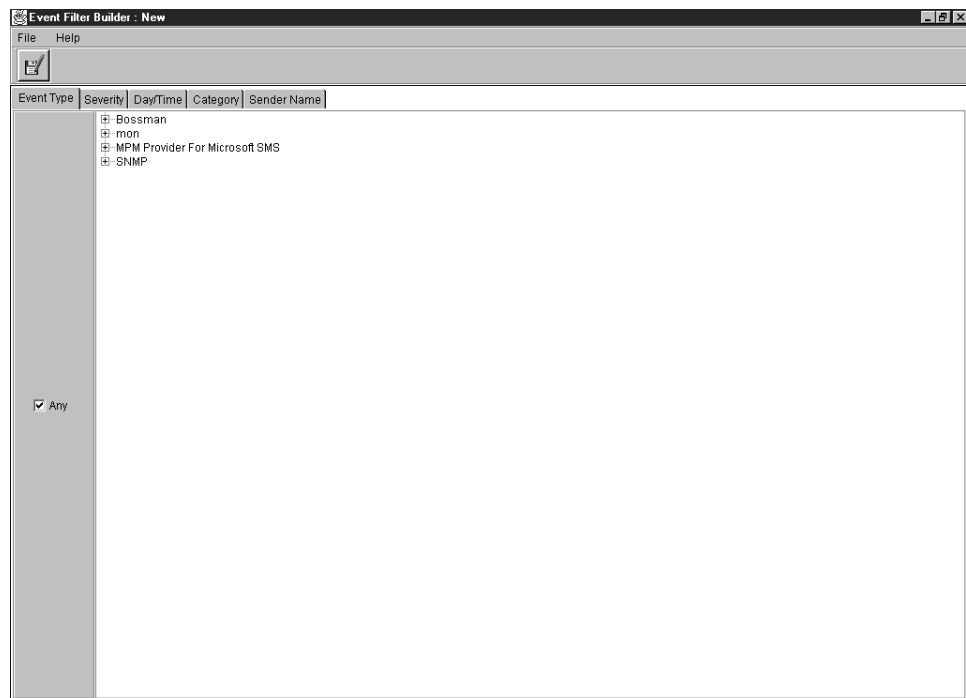 Event Filter Builder : New
File Help
Event Type Severity Day/Time Category Sender Name
Bossman
mon
MPM Provider For Microsoft SMS
SNMP
Any